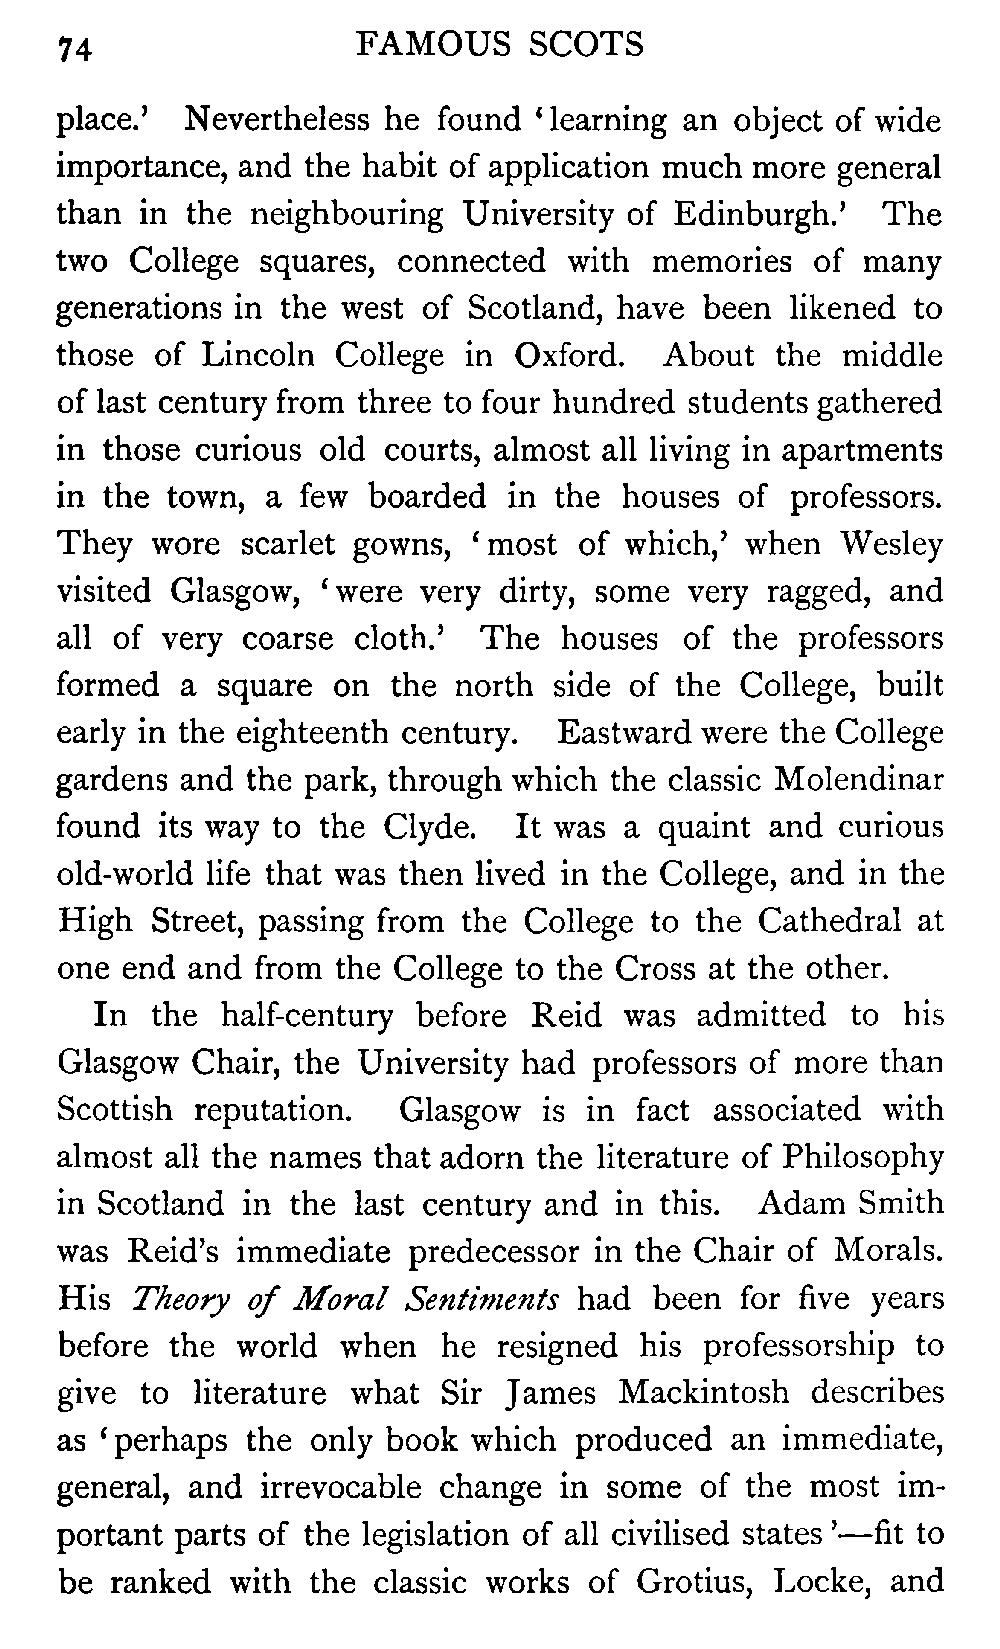 74 FAMOUS SCOTS
place.' Nevertheless he found 'learning an object of wide
importance, and the habit of application much more general
than in the neighbouring University of Edinburgh.' The
two College squares, connected with memories of many
generations in the west of Scotland, have been likened to
those of Lincoln College in Oxford. About the middle
of last century from three to four hundred students gathered
in those curious old courts, almost all living in apartments
in the town, a few boarded in the houses of professors.
They wore scarlet gowns, 'most of which,' when Wesley
visited Glasgow, 'were very dirty, some very ragged, and
all of very coarse cloth.' The houses of the professors
formed a square on the north side of the College, built
early in the eighteenth century. Eastward were the College
gardens and the park, through which the classic Molendinar
found its way to the Clyde. It was a quaint and curious
old-world life that was then lived in the College, and in the
High Street, passing from the College to the Cathedral at
one end and from the College to the Cross at the other.
In the half-century before Reid was admitted to his
Glasgow Chair, the University had professors of more than
Scottish reputation. Glasgow is in fact associated with
almost all the names that adorn the literature of Philosophy
in Scotland in the last century and in this. Adam Smith
was Reid's immediate predecessor in the Chair of Morals.
His Theory of Moral Sentiments had been for five years
before the world when he resigned his professorship to
give to literature what Sir James Mackintosh describes
as 'perhaps the only book which produced an immediate,
general, and irrevocable change in some of the most im-
portant parts of the legislation of all civilised states'—fit to
be ranked with the classic works of Grotius, Locke, and